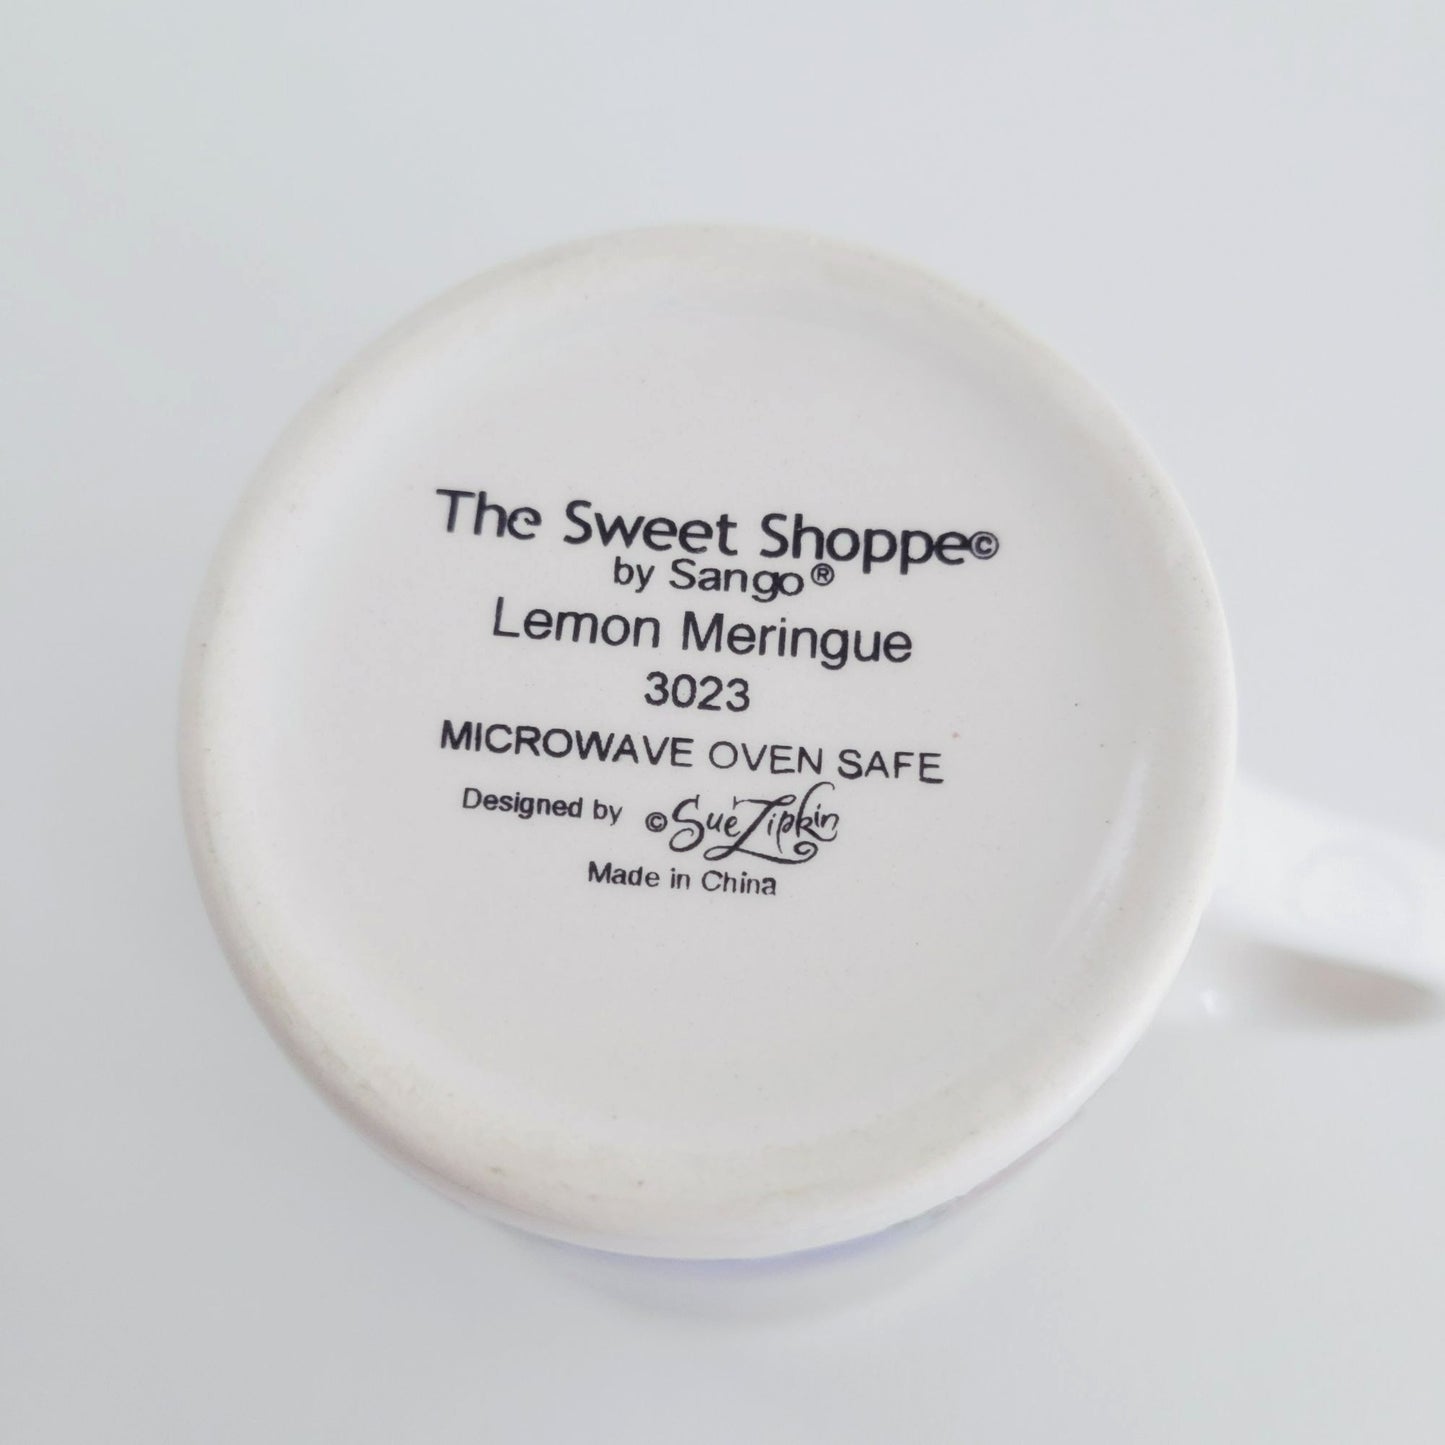 The Sweet Shoppe©
by Sango®
Lemon Meringue
3023
MICROWAVE OVEN SAFE
Designed by ©Sue Zipkin
Made in China